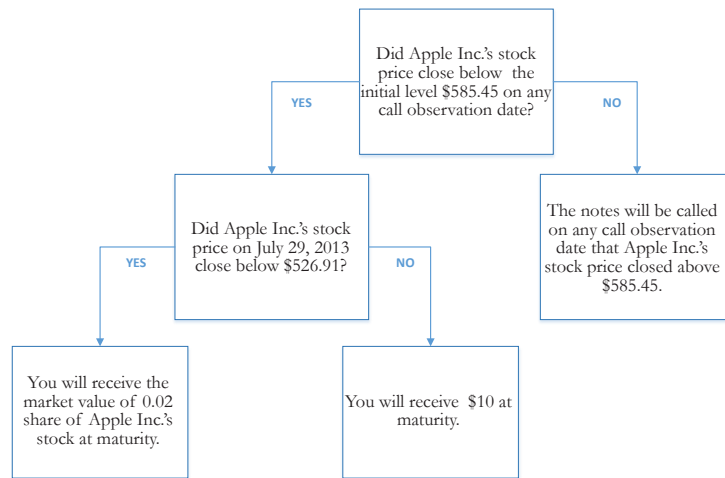 Did Apple Inc.'s stock
price close below the
initial level $585.45 on any
call observation date?
YES
NO
Did Apple Inc.'s stock
price on July 29, 2013
close below $526.91?
The notes will be called
on any call observation
date that Apple Inc.'s
stock price closed above
$585.45.
YES
NO
You will receive the
market value of 0.02
share of Apple Inc.'s
stock at maturity.
You will receive $10 at
maturity.